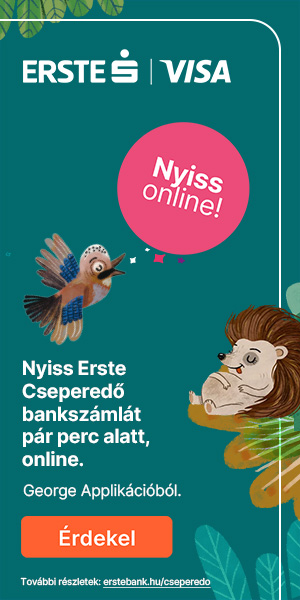 ERSTE | VISA
Nyiss
online!
Nyiss Erste
Cseperedő
bankszámlát
pár perc alatt,
online.
George Applikációból.
Érdekel
További részletek: erstebank.hu/cseperedo